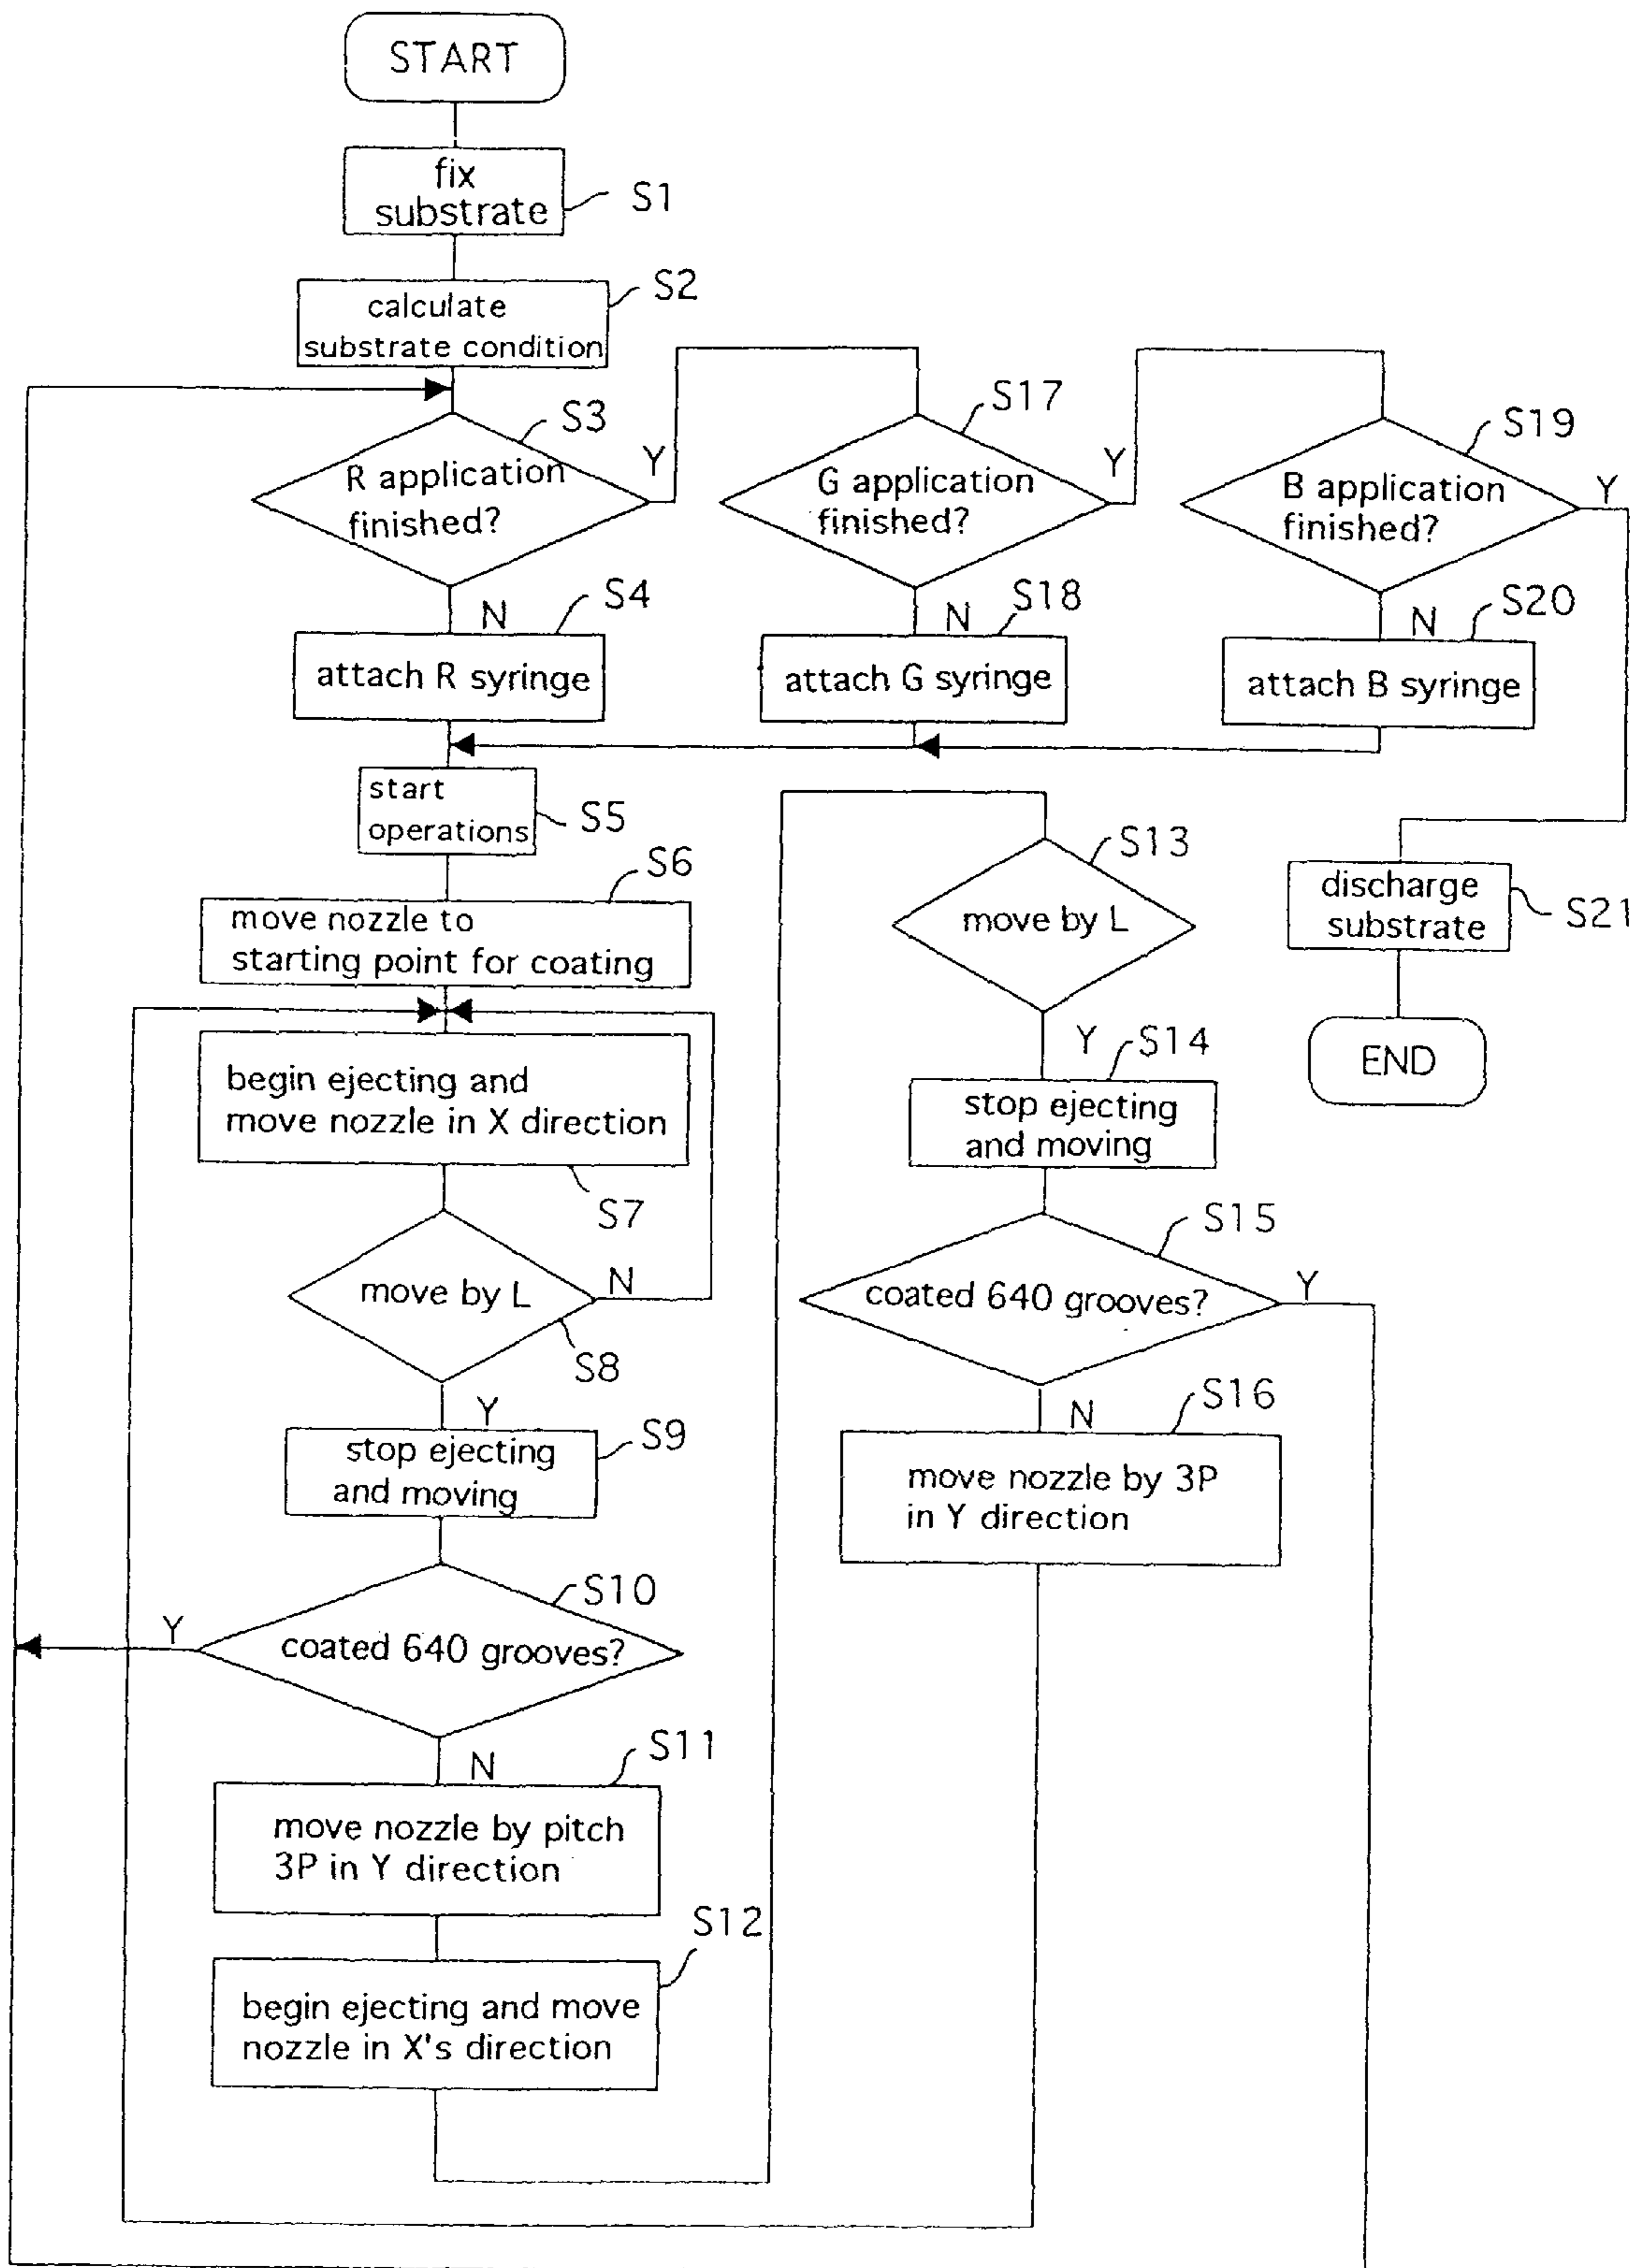 START
fix
substrate
S1
calculate
substrate condition
S2
R application
finished?
S3
Y
N
G application
finished?
S17
Y
N
B application
finished?
S19
Y
N
attach R syringe
S4
attach G syringe
S18
attach B syringe
S20
start
operations
S5
move nozzle to
starting point for coating
S6
begin ejecting and
move nozzle in X direction
S7
move by L
N
S8
Y
stop ejecting
and moving
S9
coated 640 grooves?
S10
Y
N
move nozzle by pitch
3P in Y direction
S11
begin ejecting and move
nozzle in X's direction
S12
move by L
S13
Y
stop ejecting
and moving
S14
coated 640 grooves?
S15
Y
N
move nozzle by 3P
in Y direction
S16
discharge
substrate
S21
END